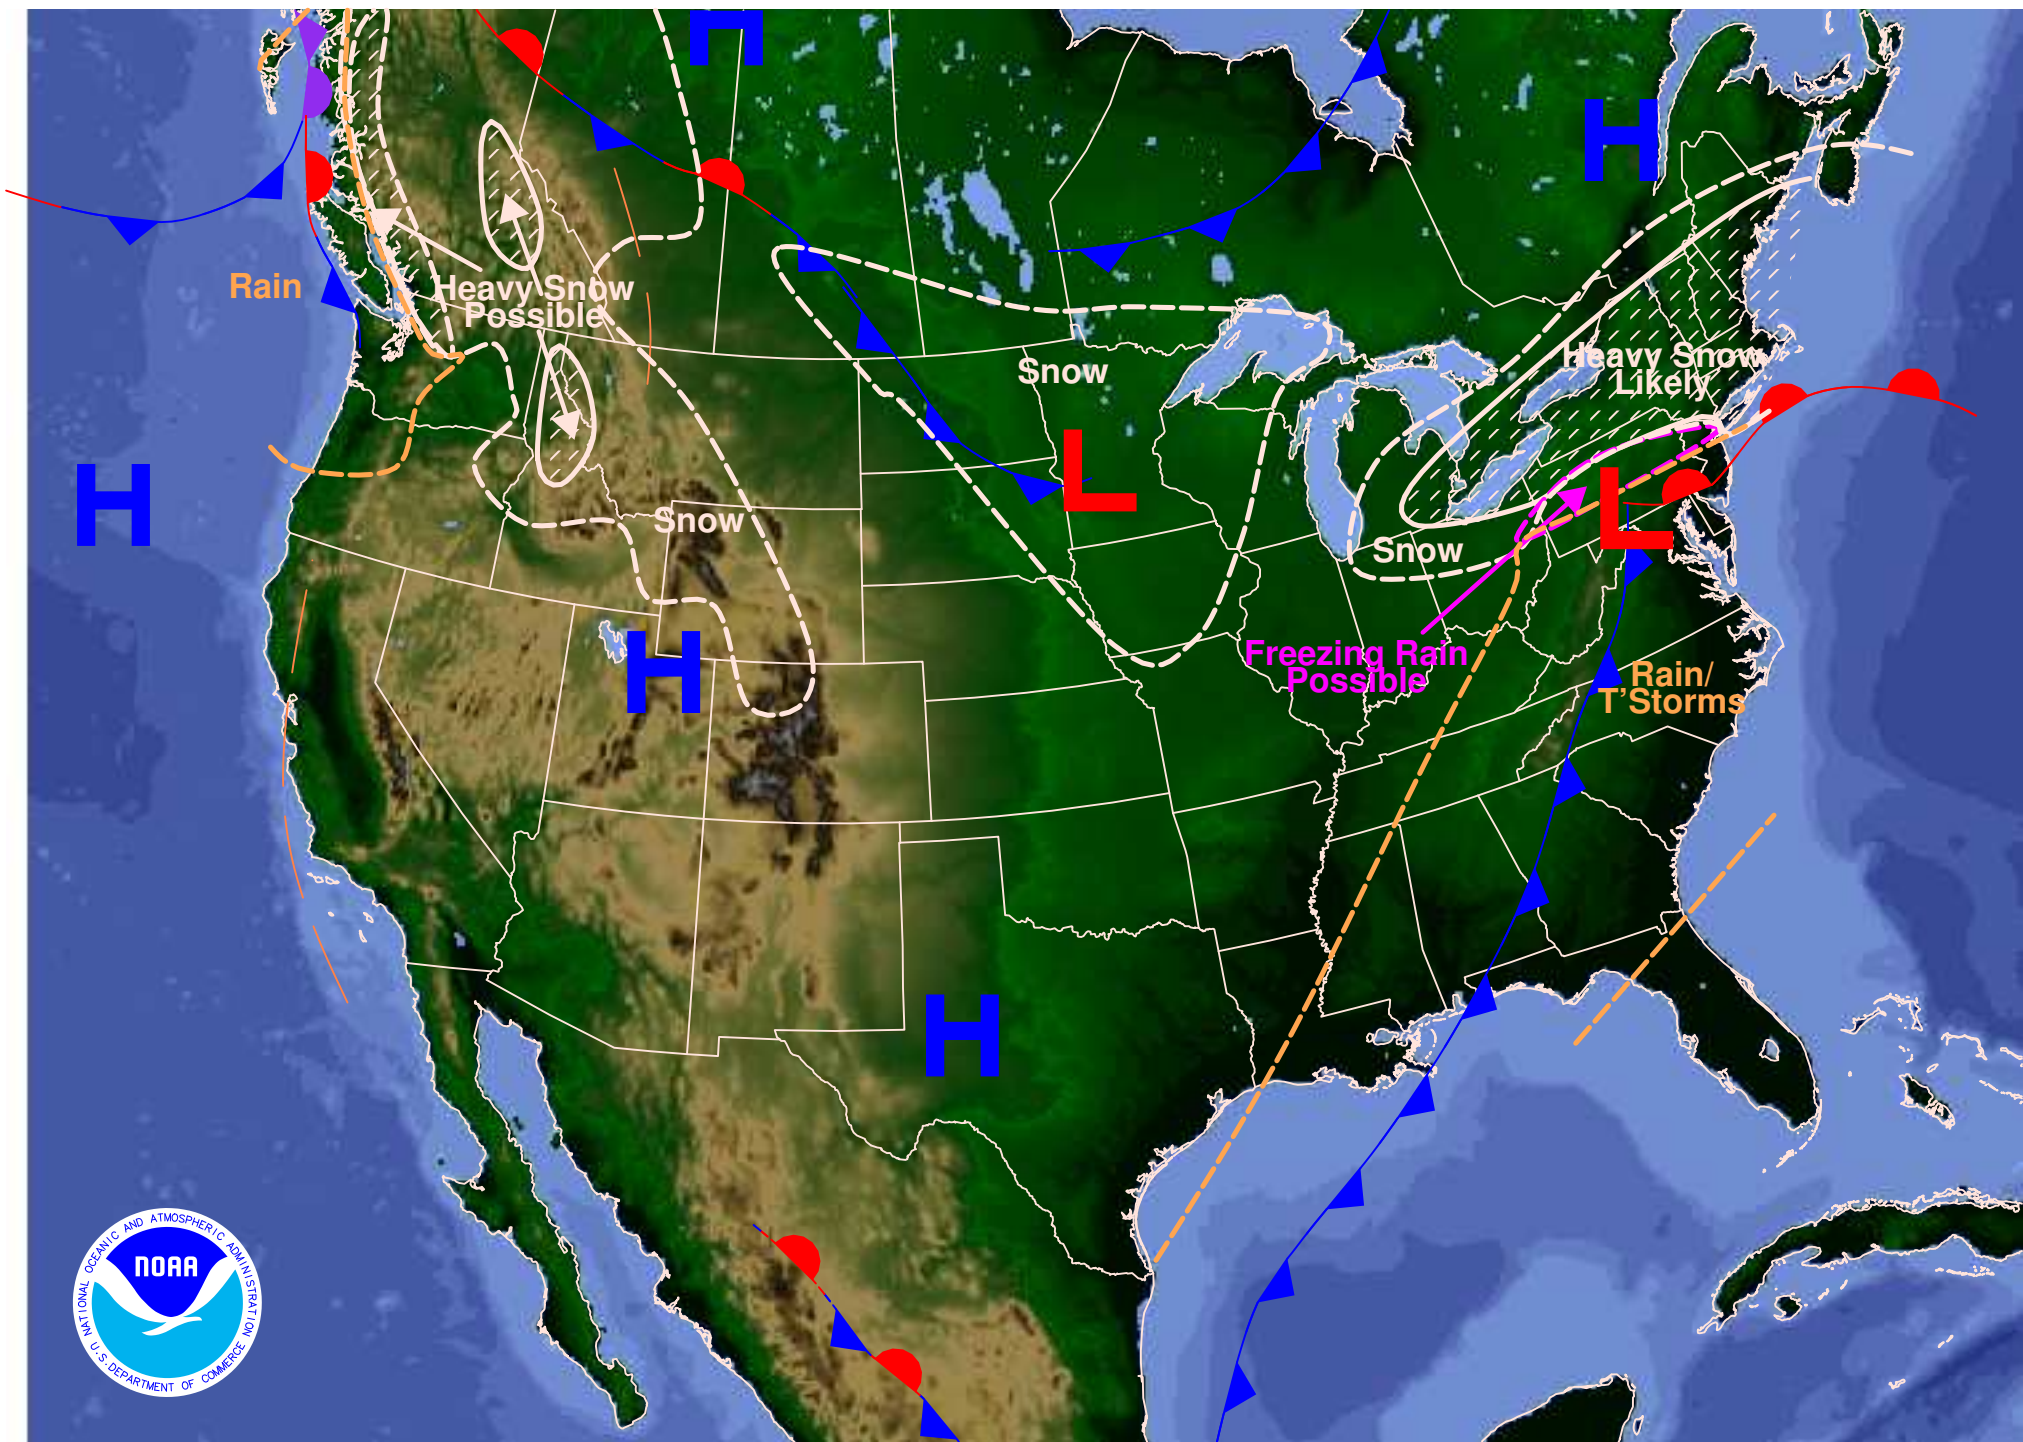 H
H
Rain
Heavy Snow
Possible
Snow
Heavy Snow
Likely
H
L
L
Snow
Snow
H
Freezing Rain
Possible
Rain/
T'Storms
H
NATIONAL OCEANIC AND ATMOSPHERIC ADMINISTRATION
NOAA
U.S. DEPARTMENT OF COMMERCE